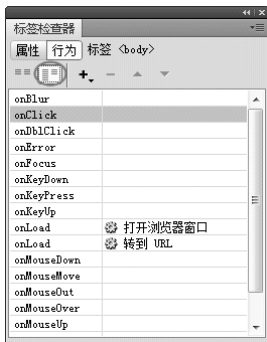 标签检查器
属性 行为 标签 <body>
onBlur
onClick
onDblClick
onError
onFocus
onKeyDown
onKeyPress
onKeyUp
onLoad 打开浏览器窗口
onLoad 转到 URL
onMouseDown
onMouseMove
onMouseOut
onMouseOver
onMouseUp